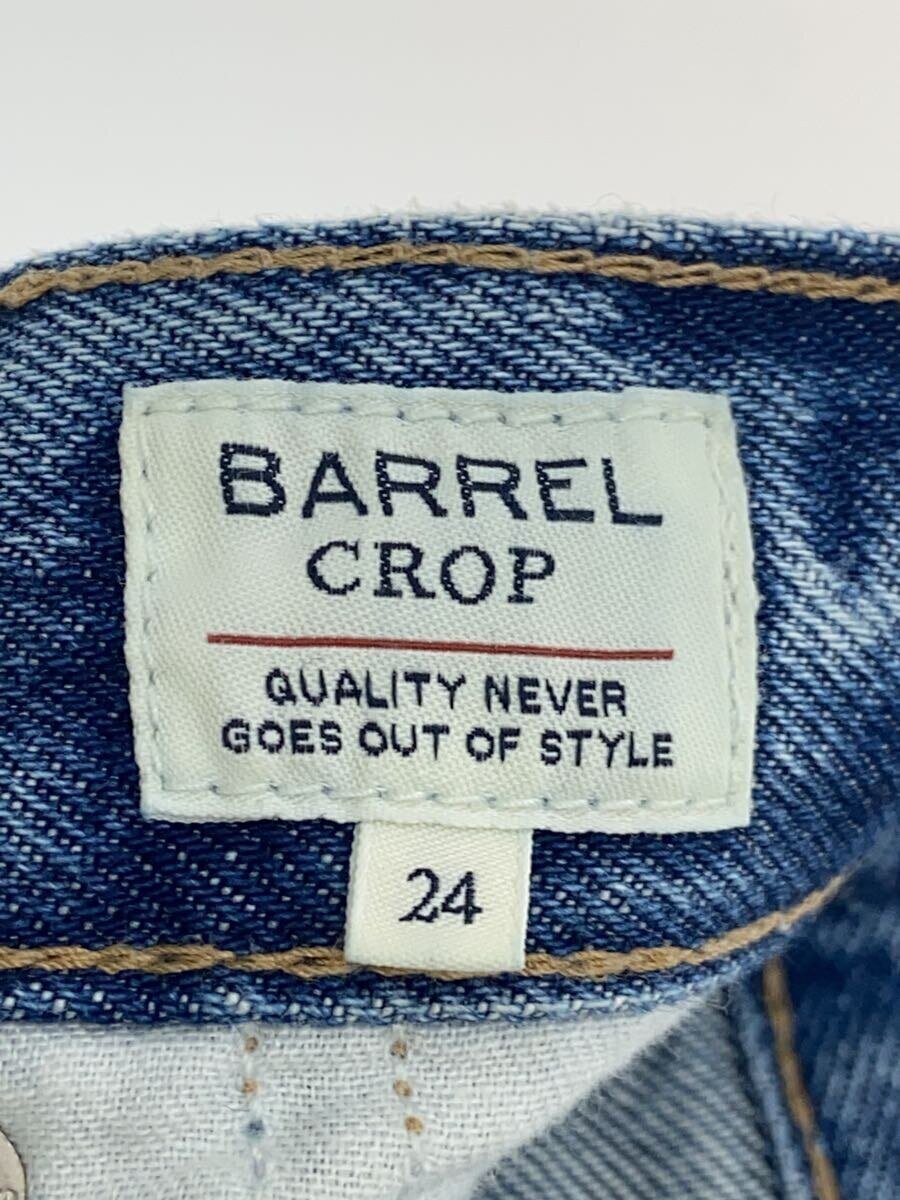 BARREL
CROP
QUALITY NEVER
GOES OUT OF STYLE
24